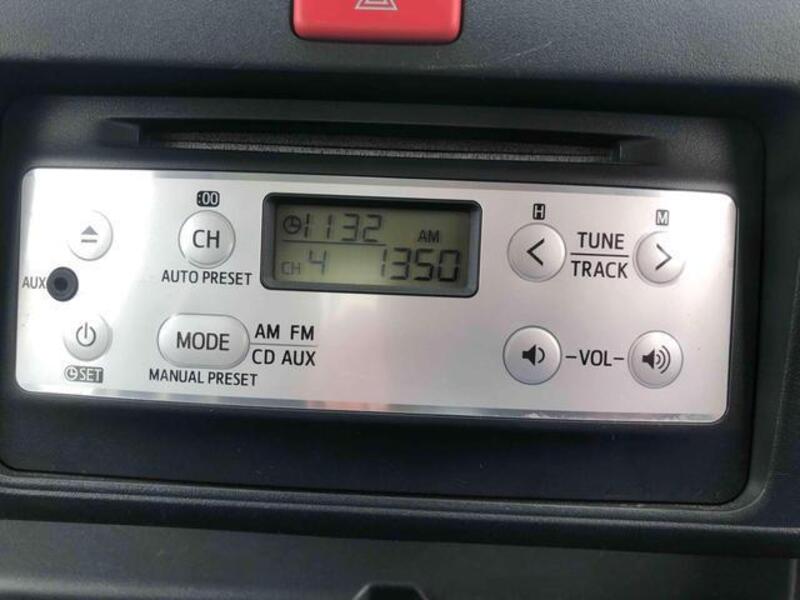 :00
H
M
CH
1132
AM
CH 4
1350
TUNE
TRACK
AUTO PRESET
AUX
MODE
AM FM
CD AUX
-VOL-
SET
MANUAL PRESET